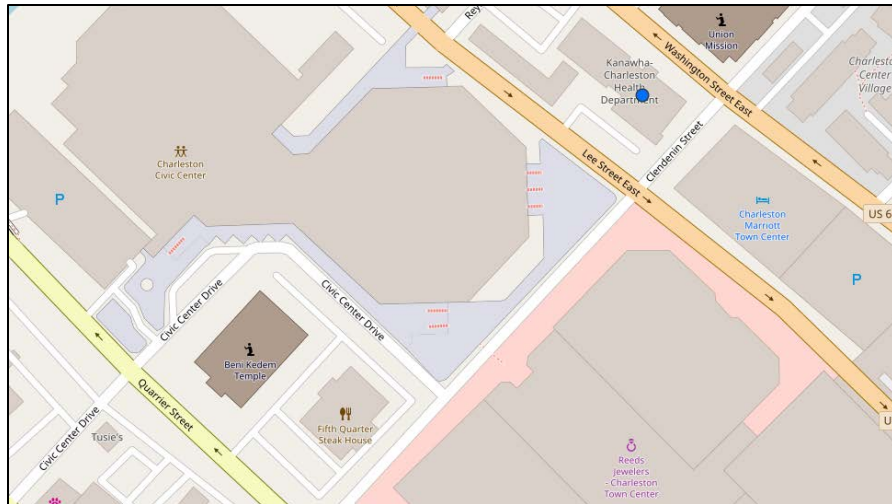 Rey
Union
Mission
Washington Street East
Kanawha-
Charleston
Health
Department
Charleston
Center
Village
Clendenin Street
Lee Street East
Charleston
Civic Center
P
Charleston
Marriott
Town Center
US 6
P
Civic Center Drive
Civic Center Drive
Beni Kedem
Temple
Quarrier Street
Fifth Quarter
Steak House
Civic Center Drive
Tusie's
Reeds
Jewelers
- Charleston
Town Center
U